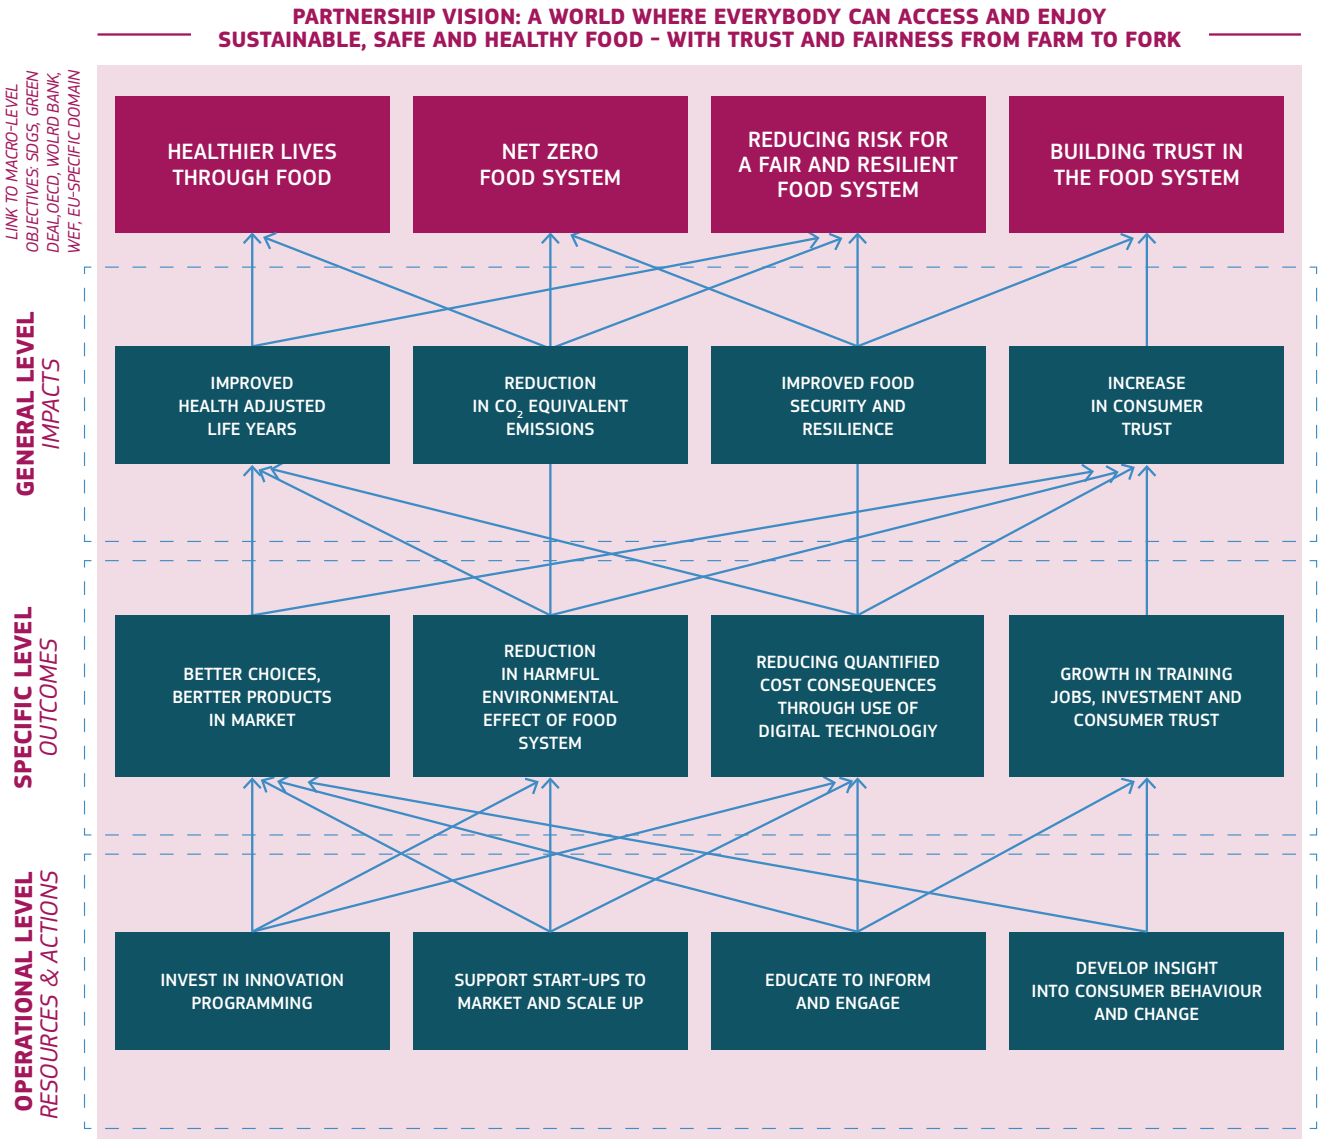 PARTNERSHIP VISION: A WORLD WHERE EVERYBODY CAN ACCESS AND ENJOY
SUSTAINABLE, SAFE AND HEALTHY FOOD - WITH TRUST AND FAIRNESS FROM FARM TO FORK
LINK TO MACRO-LEVEL
OBJECTIVES: SDGS, GREEN
DEAL,OECD, WOLRD BANK,
WEF, EU-SPECIFIC DOMAIN
HEALTHIER LIVES
THROUGH FOOD
NET ZERO
FOOD SYSTEM
REDUCING RISK FOR
A FAIR AND RESILIENT
FOOD SYSTEM
BUILDING TRUST IN
THE FOOD SYSTEM
GENERAL LEVEL
IMPACTS
IMPROVED
HEALTH ADJUSTED
LIFE YEARS
REDUCTION
IN CO₂ EQUIVALENT
EMISSIONS
IMPROVED FOOD
SECURITY AND
RESILIENCE
INCREASE
IN CONSUMER
TRUST
SPECIFIC LEVEL
OUTCOMES
BETTER CHOICES,
BERTTER PRODUCTS
IN MARKET
REDUCTION
IN HARMFUL
ENVIRONMENTAL
EFFECT OF FOOD
SYSTEM
REDUCING QUANTIFIED
COST CONSEQUENCES
THROUGH USE OF
DIGITAL TECHNOLOGIY
GROWTH IN TRAINING
JOBS, INVESTMENT AND
CONSUMER TRUST
OPERATIONAL LEVEL
RESOURCES & ACTIONS
INVEST IN INNOVATION
PROGRAMMING
SUPPORT START-UPS TO
MARKET AND SCALE UP
EDUCATE TO INFORM
AND ENGAGE
DEVELOP INSIGHT
INTO CONSUMER BEHAVIOUR
AND CHANGE